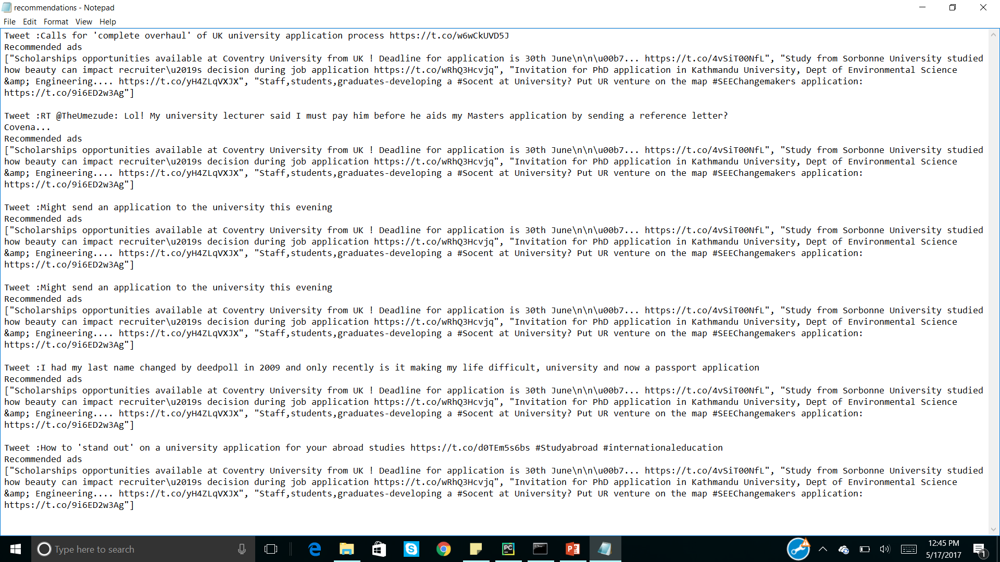 recommendations - Notepad
File Edit Format View Help
Tweet :Calls for 'complete overhaul' of UK university application process https://t.co/w6wCkUVD5J
Recommended ads
["Scholarships opportunities available at Coventry University from UK ! Deadline for application is 30th June\n\n\u00b7... https://t.co/4vSiT00NfL", "Study from Sorbonne University studied
how beauty can impact recruiter\u2019s decision during job application https://t.co/wRhQ3Hcvjq", "Invitation for PhD application in Kathmandu University, Dept of Environmental Science
&amp; Engineering.... https://t.co/yH4ZLqVXJX", "Staff,students,graduates-developing a #Socent at University? Put UR venture on the map #SEEChangemakers application:
https://t.co/9i6ED2w3Ag"]
Tweet :RT @TheUmezude: Lol! My university lecturer said I must pay him before he aids my Masters application by sending a reference letter?
Covena...
Recommended ads
["Scholarships opportunities available at Coventry University from UK ! Deadline for application is 30th June\n\n\u00b7... https://t.co/4vSiT00NfL", "Study from Sorbonne University studied
how beauty can impact recruiter\u2019s decision during job application https://t.co/wRhQ3Hcvjq", "Invitation for PhD application in Kathmandu University, Dept of Environmental Science
&amp; Engineering.... https://t.co/yH4ZLqVXJX", "Staff,students,graduates-developing a #Socent at University? Put UR venture on the map #SEEChangemakers application:
https://t.co/9i6ED2w3Ag"]
Tweet :Might send an application to the university this evening
Recommended ads
["Scholarships opportunities available at Coventry University from UK ! Deadline for application is 30th June\n\n\u00b7... https://t.co/4vSiT00NfL", "Study from Sorbonne University studied
how beauty can impact recruiter\u2019s decision during job application https://t.co/wRhQ3Hcvjq", "Invitation for PhD application in Kathmandu University, Dept of Environmental Science
&amp; Engineering.... https://t.co/yH4ZLqVXJX", "Staff,students,graduates-developing a #Socent at University? Put UR venture on the map #SEEChangemakers application:
https://t.co/9i6ED2w3Ag"]
Tweet :Might send an application to the university this evening
Recommended ads
["Scholarships opportunities available at Coventry University from UK ! Deadline for application is 30th June\n\n\u00b7... https://t.co/4vSiT00NfL", "Study from Sorbonne University studied
how beauty can impact recruiter\u2019s decision during job application https://t.co/wRhQ3Hcvjq", "Invitation for PhD application in Kathmandu University, Dept of Environmental Science
&amp; Engineering.... https://t.co/yH4ZLqVXJX", "Staff,students,graduates-developing a #Socent at University? Put UR venture on the map #SEEChangemakers application:
https://t.co/9i6ED2w3Ag"]
Tweet :I had my last name changed by deedpoll in 2009 and only recently is it making my life difficult, university and now a passport application
Recommended ads
["Scholarships opportunities available at Coventry University from UK ! Deadline for application is 30th June\n\n\u00b7... https://t.co/4vSiT00NfL", "Study from Sorbonne University studied
how beauty can impact recruiter\u2019s decision during job application https://t.co/wRhQ3Hcvjq", "Invitation for PhD application in Kathmandu University, Dept of Environmental Science
&amp; Engineering.... https://t.co/yH4ZLqVXJX", "Staff,students,graduates-developing a #Socent at University? Put UR venture on the map #SEEChangemakers application:
https://t.co/9i6ED2w3Ag"]
Tweet :How to 'stand out' on a university application for your abroad studies https://t.co/d0TEm5s6bs #Studyabroad #internationaleducation
Recommended ads
["Scholarships opportunities available at Coventry University from UK ! Deadline for application is 30th June\n\n\u00b7... https://t.co/4vSiT00NfL", "Study from Sorbonne University studied
how beauty can impact recruiter\u2019s decision during job application https://t.co/wRhQ3Hcvjq", "Invitation for PhD application in Kathmandu University, Dept of Environmental Science
&amp; Engineering.... https://t.co/yH4ZLqVXJX", "Staff,students,graduates-developing a #Socent at University? Put UR venture on the map #SEEChangemakers application:
https://t.co/9i6ED2w3Ag"]
Type here to search
PC
12:45 PM
5/17/2017
1